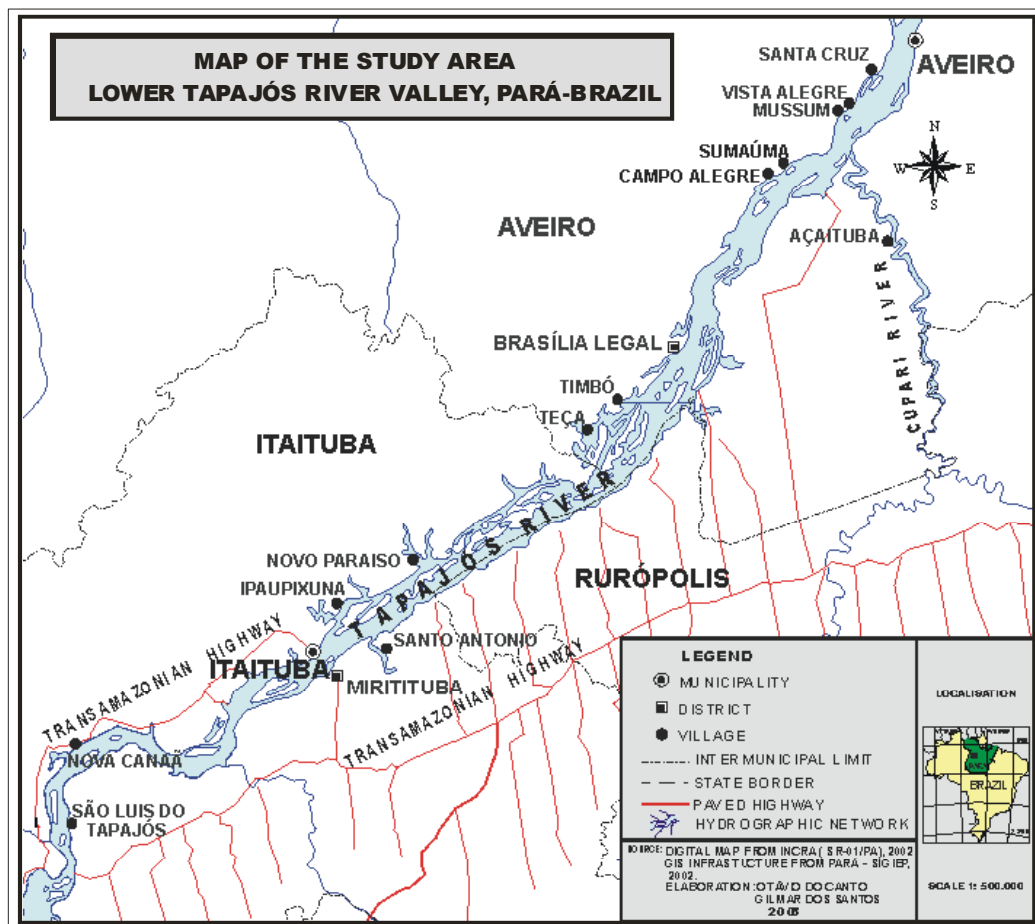 MAP OF THE STUDY AREA
LOWER TAPAJÓS RIVER VALLEY, PARÁ-BRAZIL
SANTA CRUZ
AVEIRO
VISTA ALEGRE
MUSSUM
N
W E
S
SUMAÚMA
CAMPO ALEGRE
AVEIRO
AÇAITUBA
CUPARI RIVER
BRASÍLIA LEGAL
TIMBÓ
TEÇA
ITAITUBA
TAPAJÓS RIVER
NOVO PARAISO
RURÓPOLIS
IPAUPIXUNA
SANTO ANTONIO
ITAITUBA
MIRITITUBA
TRANSAMAZONIAN HIGHWAY
TRANSAMAZONIAN HIGHWAY
NOVA CANAÃ
SÃO LUIS DO
TAPAJÓS
LEGEND
MUNICIPALITY
DISTRICT
VILLAGE
INTERMUNICIPAL LIMIT
STATE BORDER
PAVED HIGHWAY
HYDROGRAPHIC NETWORK
LOCALISATION
BRAZIL
SOURCE: DIGITAL MAP FROM INCRA( SR-01/PA), 2002
GIS INFRASTUCTURE FROM PARÁ - SIGIEP,
2002.
ELABORATION :OTÁVIO DO CANTO
GILMAR DOS SANTOS
SCALE 1: 500.000